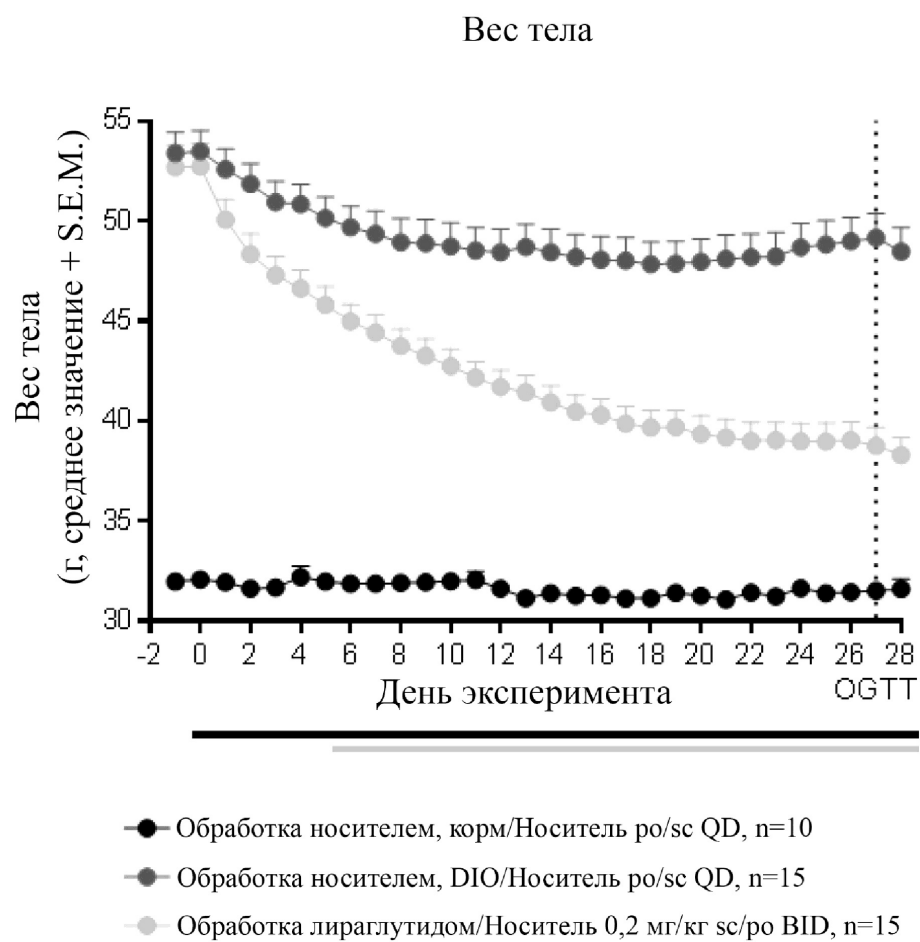 Вес тела
Вес тела
(г, среднее значение + S.E.M.)
55
50
45
40
35
30
-2 0 2 4 6 8 10 12 14 16 18 20 22 24 26 28
День эксперимента
OGTT
Обработка носителем, корм/Носитель po/sc QD, n=10
Обработка носителем, DIO/Носитель po/sc QD, n=15
Обработка лираглутидом/Носитель 0,2 мг/кг sc/po BID, n=15